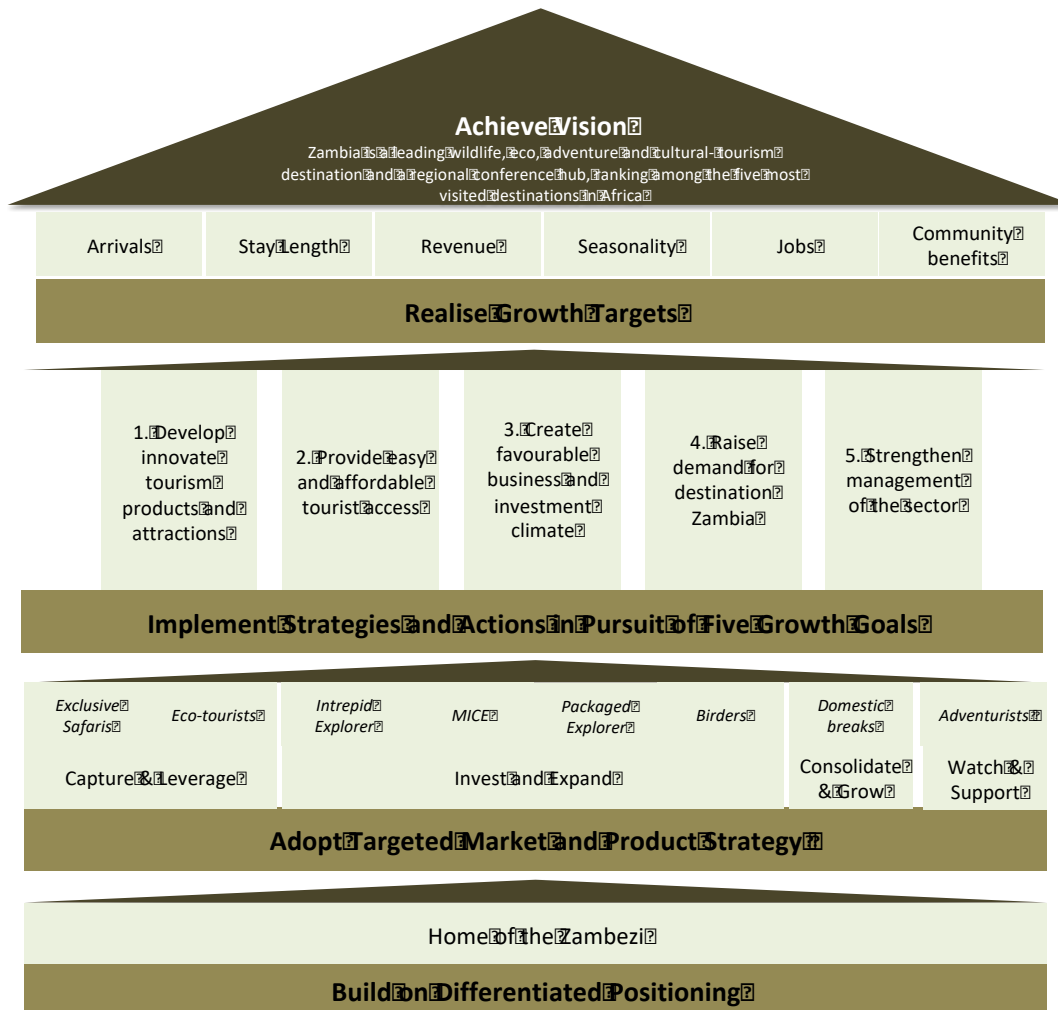 Achieve Vision
Zambia is a leading wildlife, eco, adventure and cultural- tourism
destination and a regional conference hub, ranking among the five most
visited destinations in Africa
Arrivals
Stay Length
Revenue
Seasonality
Jobs
Community
benefits
Realise Growth Targets
1. Develop
innovate
tourism
products and
attractions
2. Provide easy
and affordable
tourist access
3. Create
favourable
business and
investment
climate
4. Raise
demand for
destination
Zambia
5. Strengthen
management
of the sector
Implement Strategies and Actions in Pursuit of Five Growth Goals
Exclusive
Safaris
Eco-tourists
Intrepid
Explorer
MICE
Packaged
Explorer
Birders
Domestic
breaks
Adventurists
Capture & Leverage
Invest and Expand
Consolidate
& Grow
Watch &
Support
Adopt Targeted Market and Product Strategy
Home of the Zambezi
Build on Differentiated Positioning